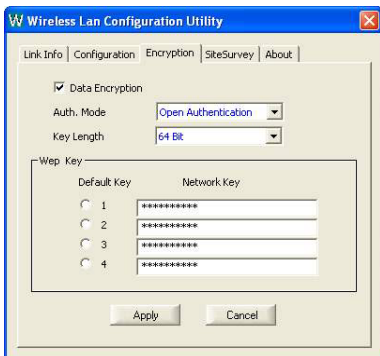 W Wireless Lan Configuration Utility
Link Info Configuration Encryption SiteSurvey About
Data Encryption
Auth. Mode Open Authentication
Key Length 64 Bit
Wep Key
Default Key Network Key
1 **********
2 **********
3 **********
4 **********
Apply Cancel